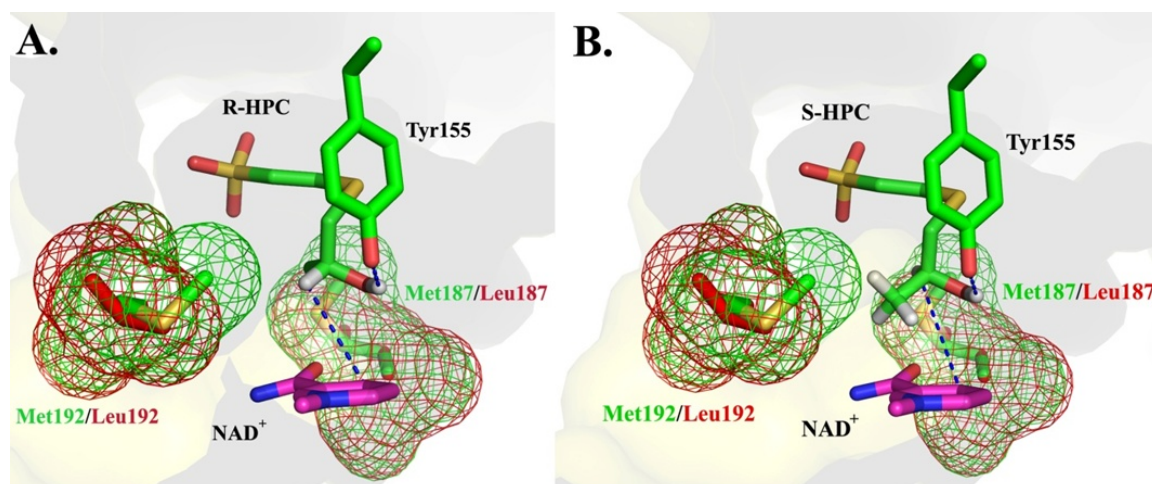 A.
R-HPC
Tyr155
Met187/Leu187
Met192/Leu192
NAD+
B.
S-HPC
Tyr155
Met187/Leu187
Met192/Leu192
NAD+